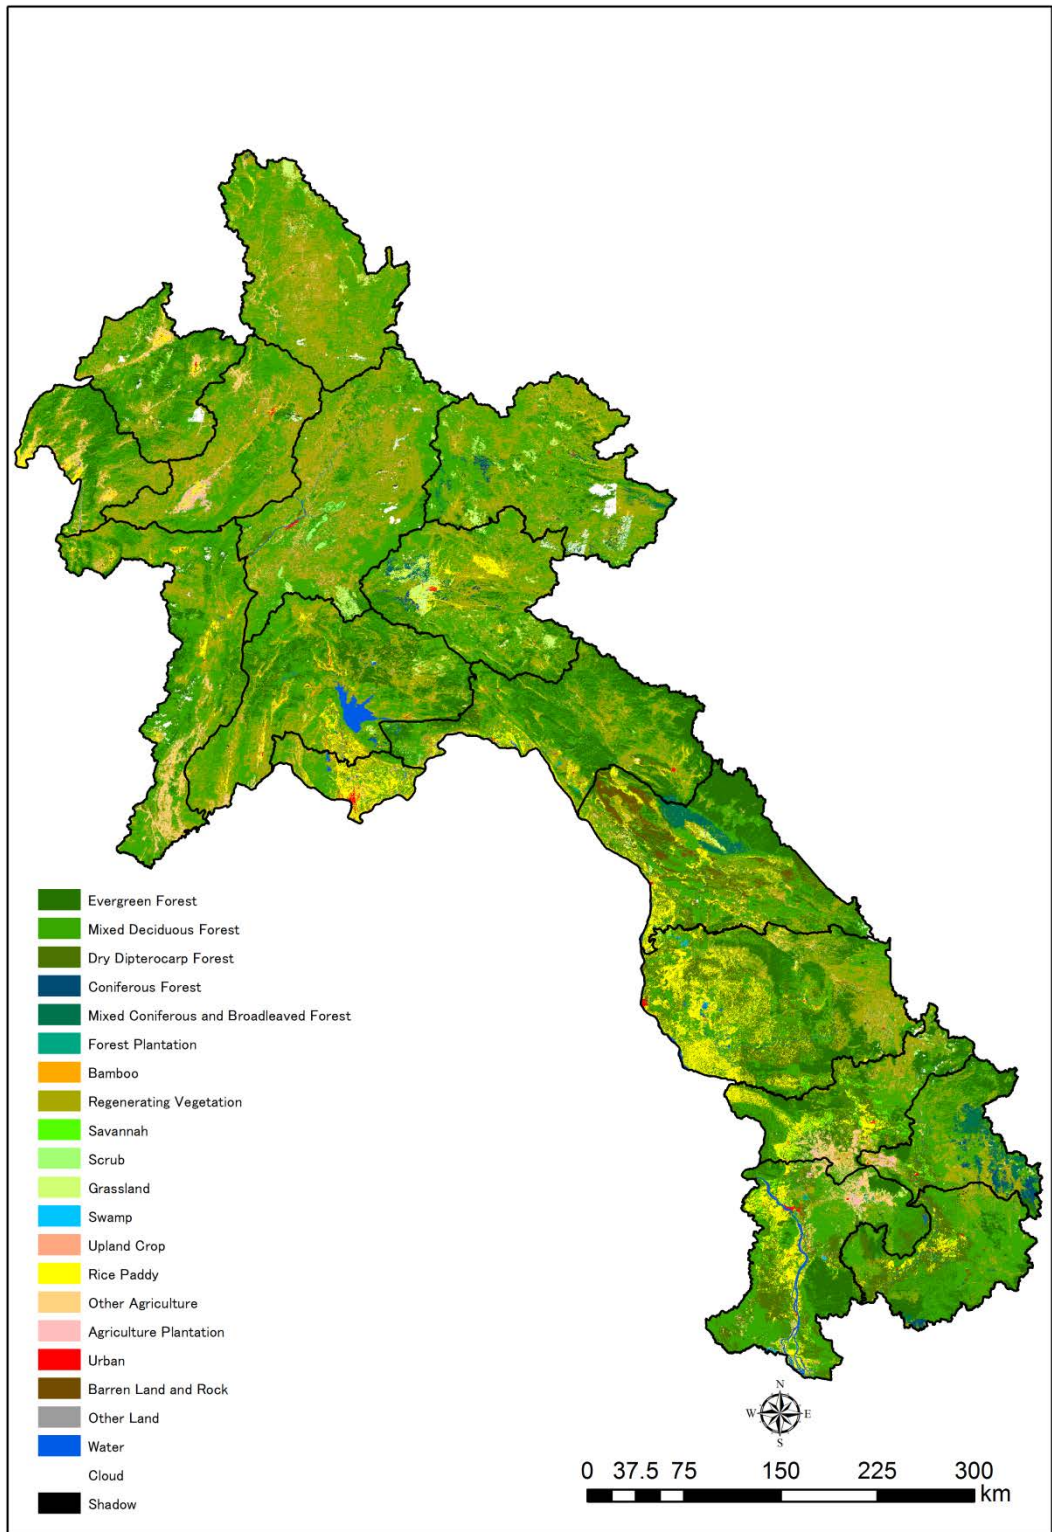 Evergreen Forest
Mixed Deciduous Forest
Dry Dipterocarp Forest
Coniferous Forest
Mixed Coniferous and Broadleaved Forest
Forest Plantation
Bamboo
Regenerating Vegetation
Savannah
Scrub
Grassland
Swamp
Upland Crop
Rice Paddy
Other Agriculture
Agriculture Plantation
Urban
Barren Land and Rock
Other Land
Water
Cloud
Shadow
N
W E
S
0 37.5 75 150 225 300
km